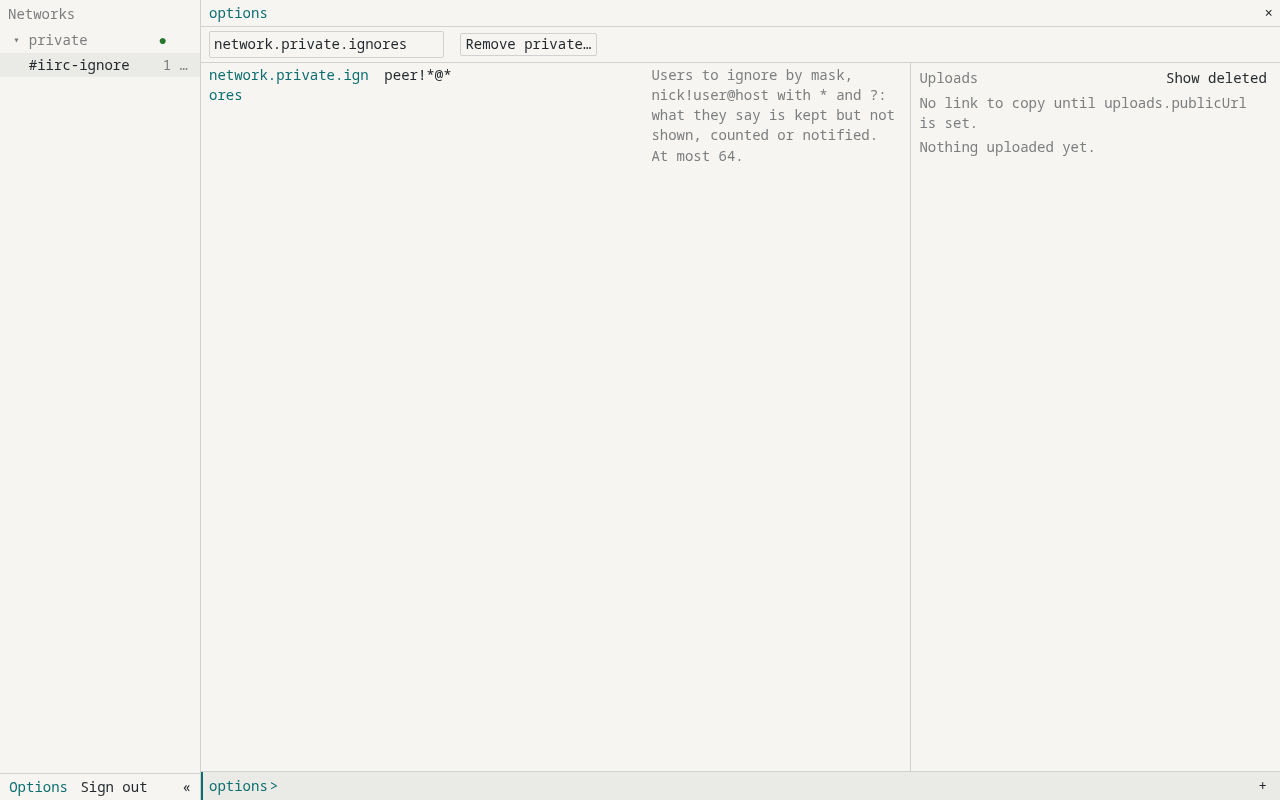 Networks
▾ private ●
#iirc-ignore 1 …
Options Sign out «
options ×
network.private.ignores Remove private…
network.private.ign
ores
peer!*@*
Users to ignore by mask,
nick!user@host with * and ?:
what they say is kept but not
shown, counted or notified.
At most 64.
Uploads Show deleted
No link to copy until uploads.publicUrl
is set.
Nothing uploaded yet.
options> +